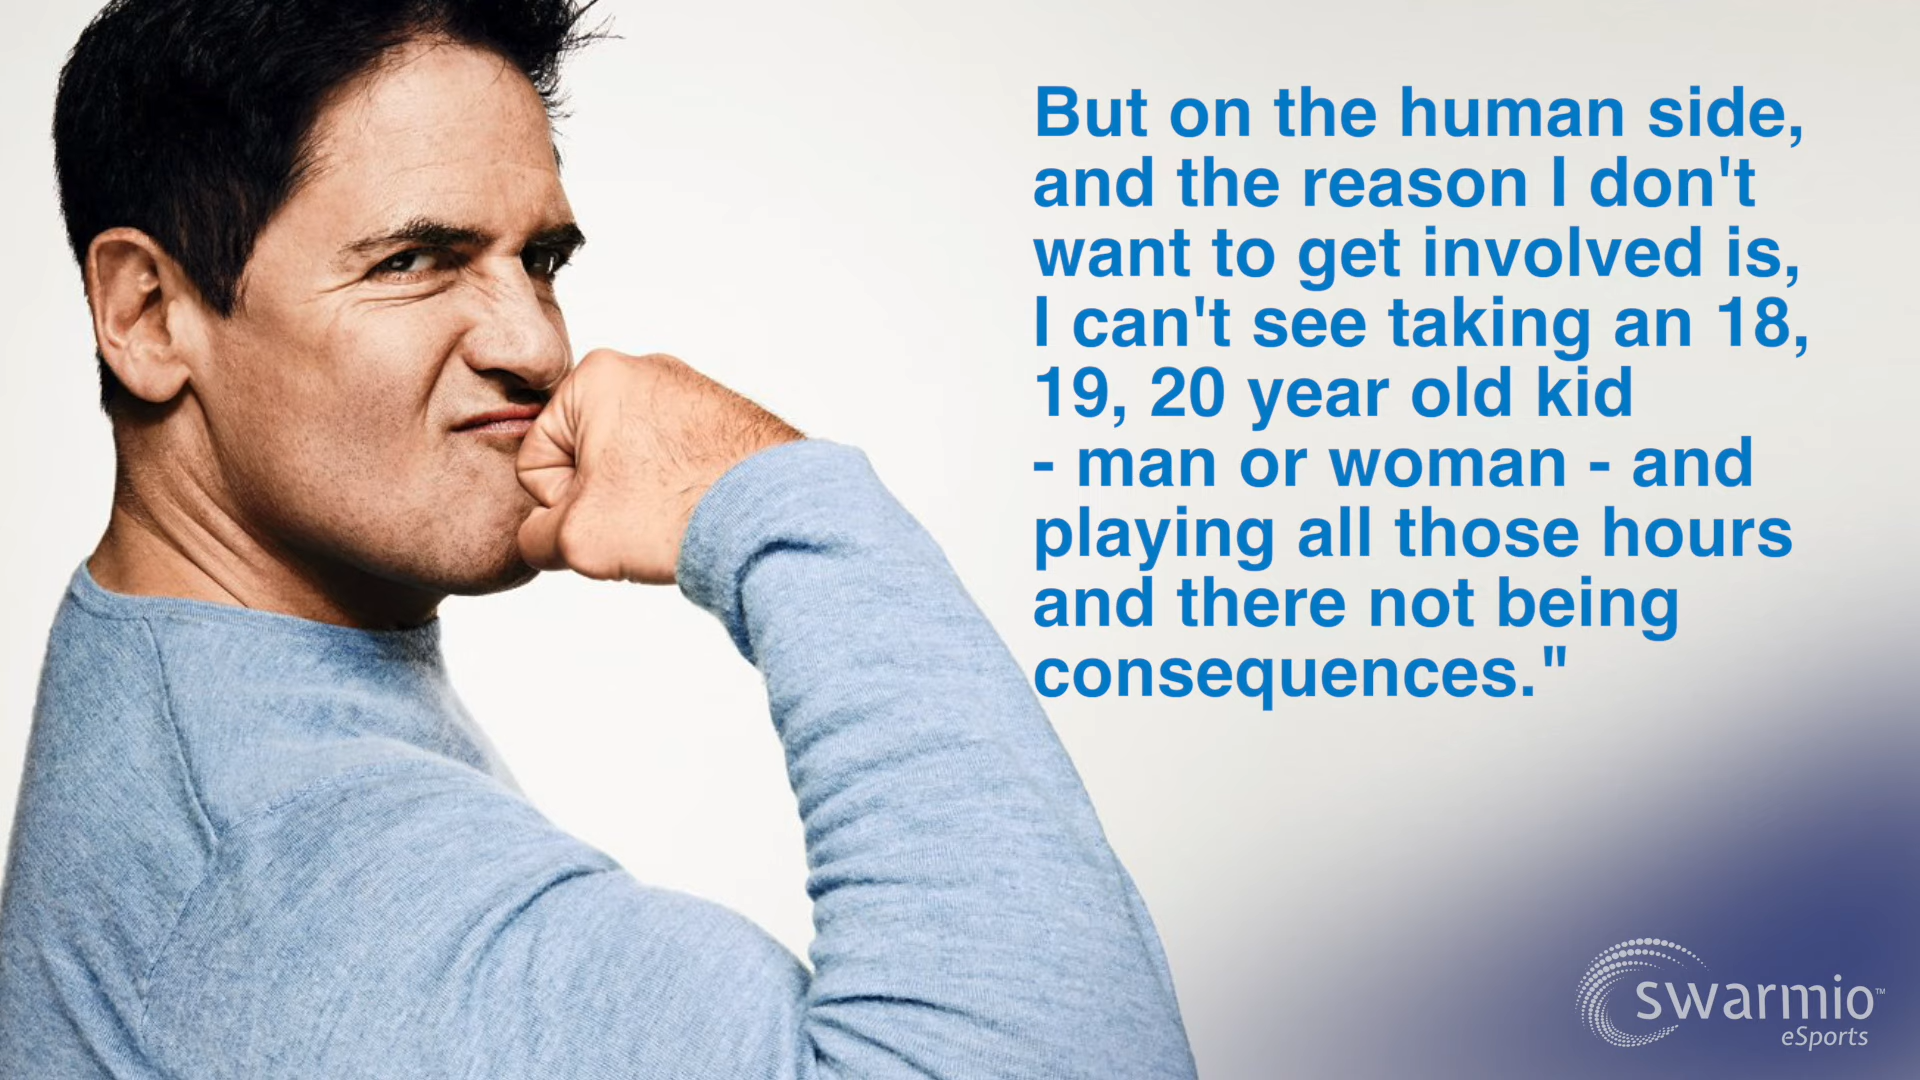 But on the human side,
and the reason I don't
want to get involved is,
I can't see taking an 18,
19, 20 year old kid
- man or woman - and
playing all those hours
and there not being
consequences."
swarmio™
eSports